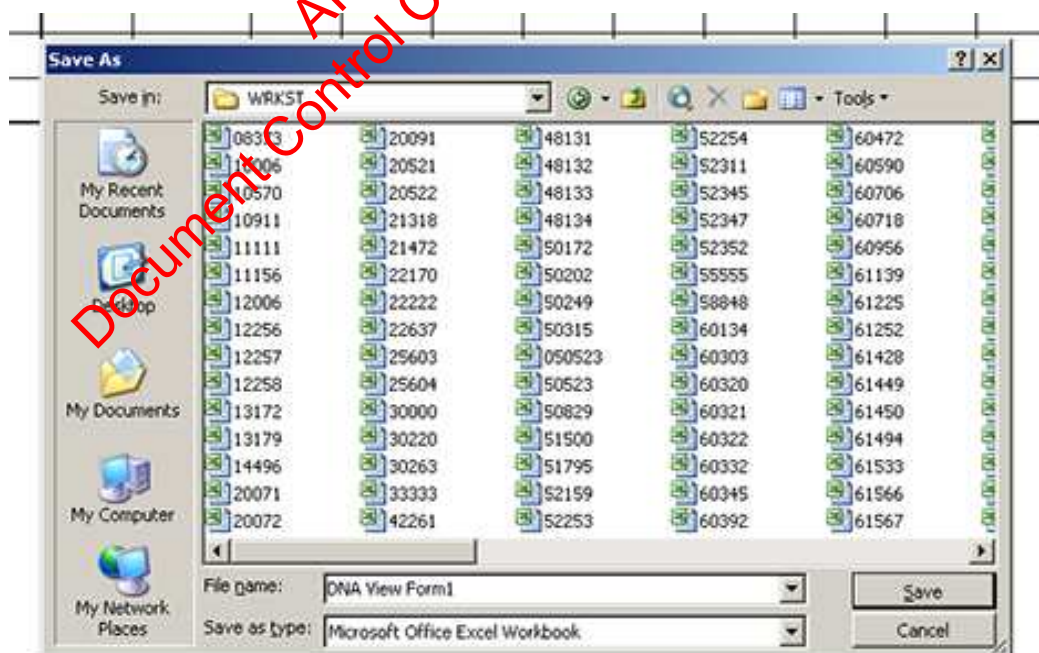 Document Control C
Save As
Save in: WRKST Tools
20091 48131 52254 60472
20521 48132 52311 60590
My Recent Documents
10570 20522 48133 52345 60706
10911 21318 48134 52347 60718
11111 21472 50172 52352 60956
11156 22170 50202 55555 61139
Desktop
12006 22222 50249 58848 61225
12256 22637 50315 60134 61252
12257 25603 050523 60303 61428
12258 25604 50523 60320 61449
My Documents
13172 30000 50829 60321 61450
13179 30220 51500 60322 61494
14496 30263 51795 60332 61533
20071 33333 52159 60345 61566
My Computer
20072 42261 52253 60392 61567
My Network Places
File name: DNA View Form1 Save
Save as type: Microsoft Office Excel Workbook Cancel